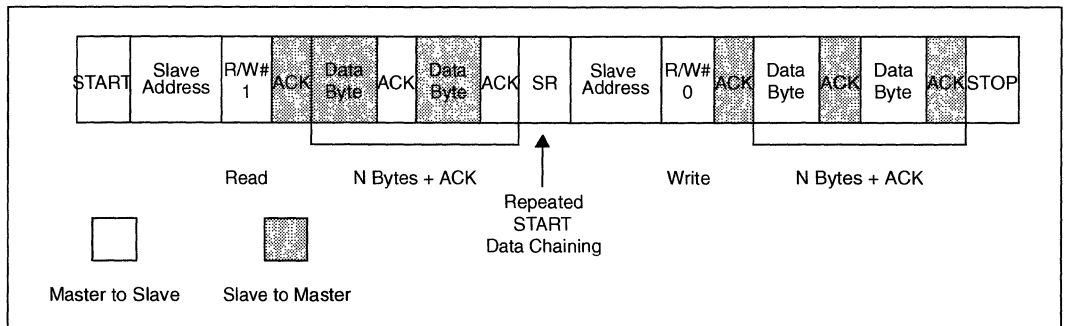 START
Slave
Address
R/W#
1
ACK
Data
Byte
ACK
Data
Byte
ACK
SR
Slave
Address
R/W#
0
ACK
Data
Byte
ACK
Data
Byte
ACK
STOP
Read
N Bytes + ACK
Repeated
START
Data Chaining
Write
N Bytes + ACK
Master to Slave
Slave to Master